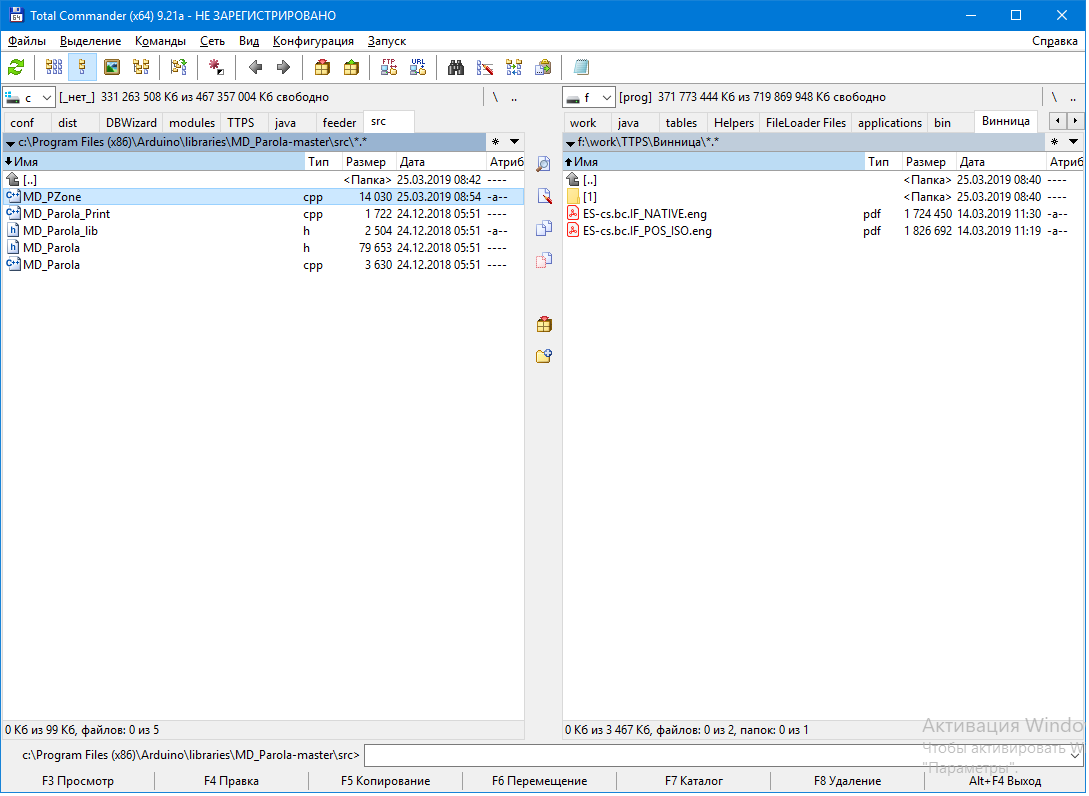 Total Commander (x64) 9.21a - НЕ ЗАРЕГИСТРИРОВАНО
Файлы Выделение Команды Сеть Вид Конфигурация Запуск Справка
FTP URL
c [_нет_] 331 263 508 Кб из 467 357 004 Кб свободно \ ..
f [prog] 371 773 444 Кб из 719 869 948 Кб свободно \ ..
conf dist DBWizard modules TTPS java feeder src
work java tables Helpers FileLoader Files applications bin Винница
c:\Program Files (x86)\Arduino\libraries\MD_Parola-master\src\*.*
Имя Тип Размер Дата Атриб
[..] <Папка> 25.03.2019 08:42 ----
MD_PZone cpp 14 030 25.03.2019 08:54 -a--
MD_Parola_Print cpp 1 722 24.12.2018 05:51 ----
MD_Parola_lib h 2 504 24.12.2018 05:51 -a--
MD_Parola h 79 653 24.12.2018 05:51 ----
MD_Parola cpp 3 630 24.12.2018 05:51 ----
f:\work\TTPS\Винница\*.*
Имя Тип Размер Дата Атриб
[..] <Папка> 25.03.2019 08:40 ----
[1] <Папка> 25.03.2019 08:40 ----
ES-cs.bc.IF_NATIVE.eng pdf 1 724 450 14.03.2019 11:30 -a--
ES-cs.bc.IF_POS_ISO.eng pdf 1 826 692 14.03.2019 11:19 -a--
0 Кб из 99 Кб, файлов: 0 из 5
0 Кб из 3 467 Кб, файлов: 0 из 2, папок: 0 из 1
Активация Windo
Чтобы активировать W
"Параметры".
c:\Program Files (x86)\Arduino\libraries\MD_Parola-master\src>
F3 Просмотр F4 Правка F5 Копирование F6 Перемещение F7 Каталог F8 Удаление Alt+F4 Выход